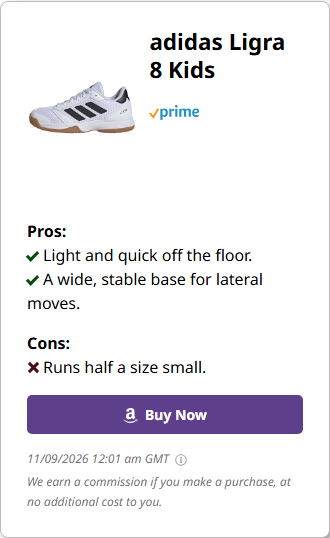 adidas Ligra
8 Kids
prime
Pros:
Light and quick off the floor.
A wide, stable base for lateral
moves.
Cons:
Runs half a size small.
Buy Now
11/09/2026 12:01 am GMT
We earn a commission if you make a purchase, at
no additional cost to you.